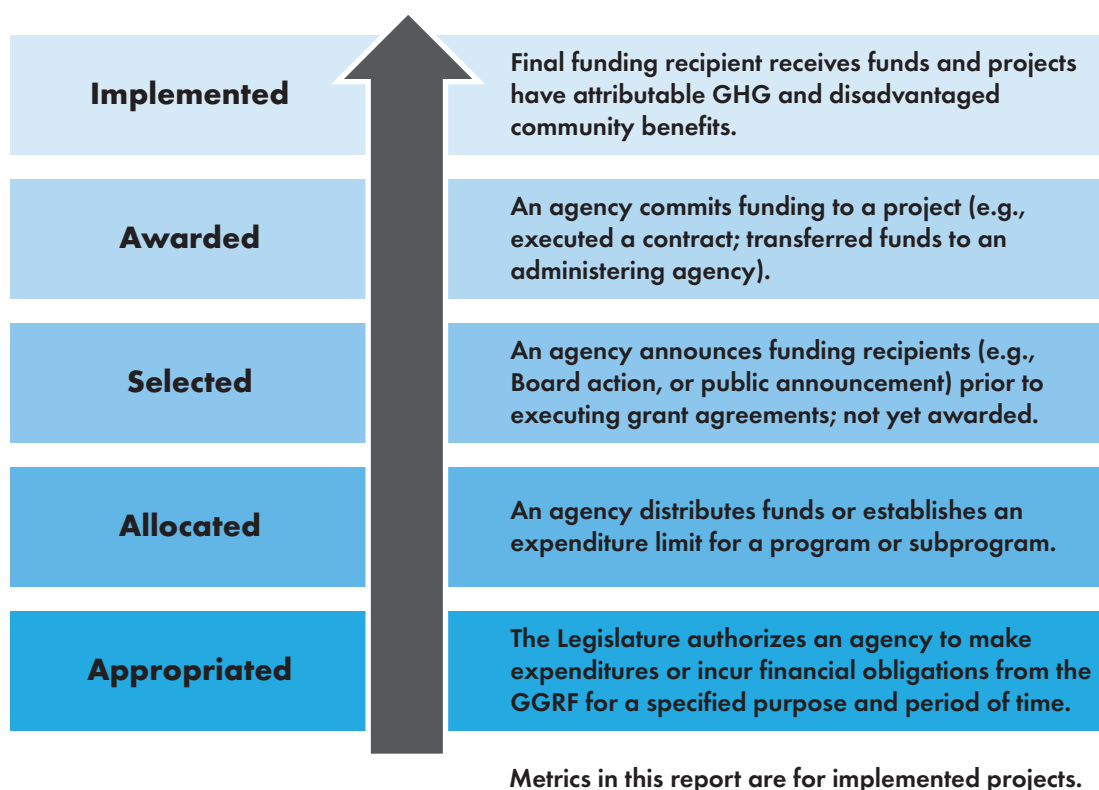 Implemented
Final funding recipient receives funds and projects
have attributable GHG and disadvantaged
community benefits.
Awarded
An agency commits funding to a project (e.g.,
executed a contract; transferred funds to an
administering agency).
Selected
An agency announces funding recipients (e.g.,
Board action, or public announcement) prior to
executing grant agreements; not yet awarded.
Allocated
An agency distributes funds or establishes an
expenditure limit for a program or subprogram.
Appropriated
The Legislature authorizes an agency to make
expenditures or incur financial obligations from the
GGRF for a specified purpose and period of time.
Metrics in this report are for implemented projects.